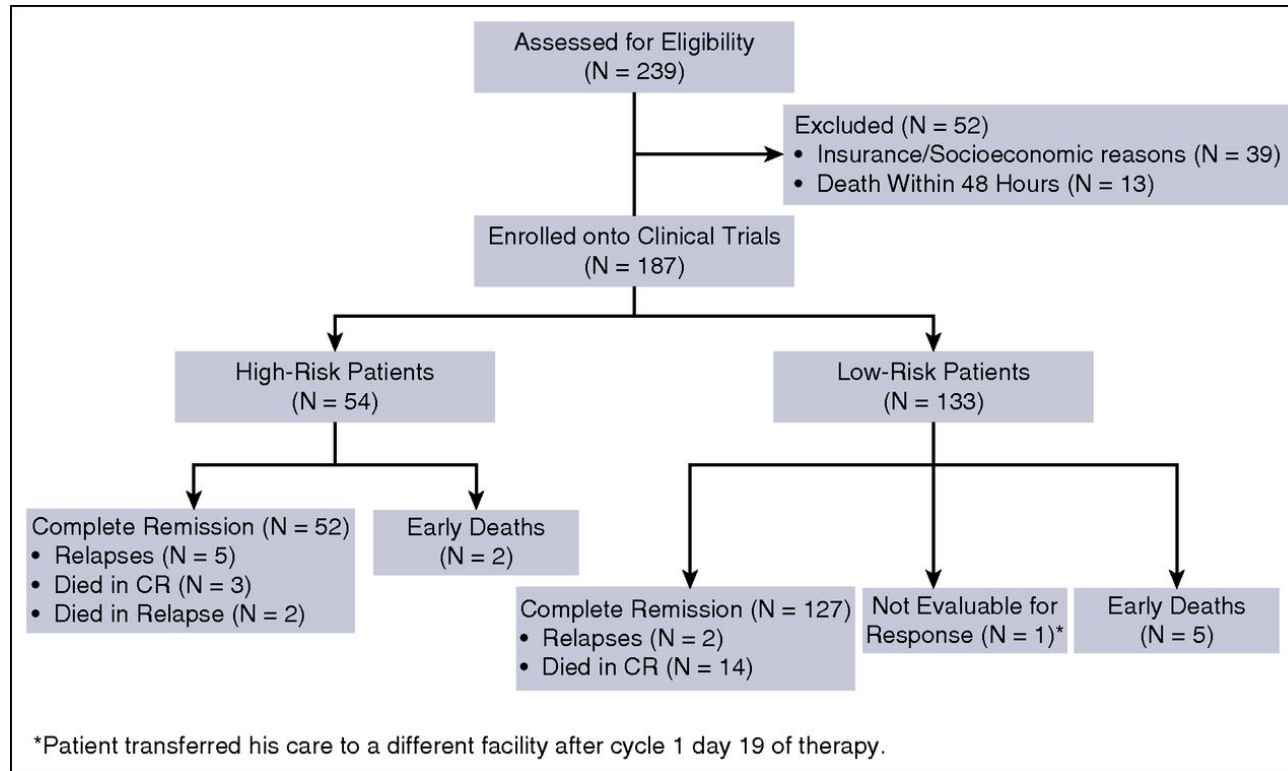 Assessed for Eligibility
(N = 239)
Excluded (N = 52)
• Insurance/Socioeconomic reasons (N = 39)
• Death Within 48 Hours (N = 13)
Enrolled onto Clinical Trials
(N = 187)
High-Risk Patients
(N = 54)
Low-Risk Patients
(N = 133)
Complete Remission (N = 52)
• Relapses (N = 5)
• Died in CR (N = 3)
• Died in Relapse (N = 2)
Early Deaths
(N = 2)
Complete Remission (N = 127)
• Relapses (N = 2)
• Died in CR (N = 14)
Not Evaluable for
Response (N = 1)*
Early Deaths
(N = 5)
*Patient transferred his care to a different facility after cycle 1 day 19 of therapy.